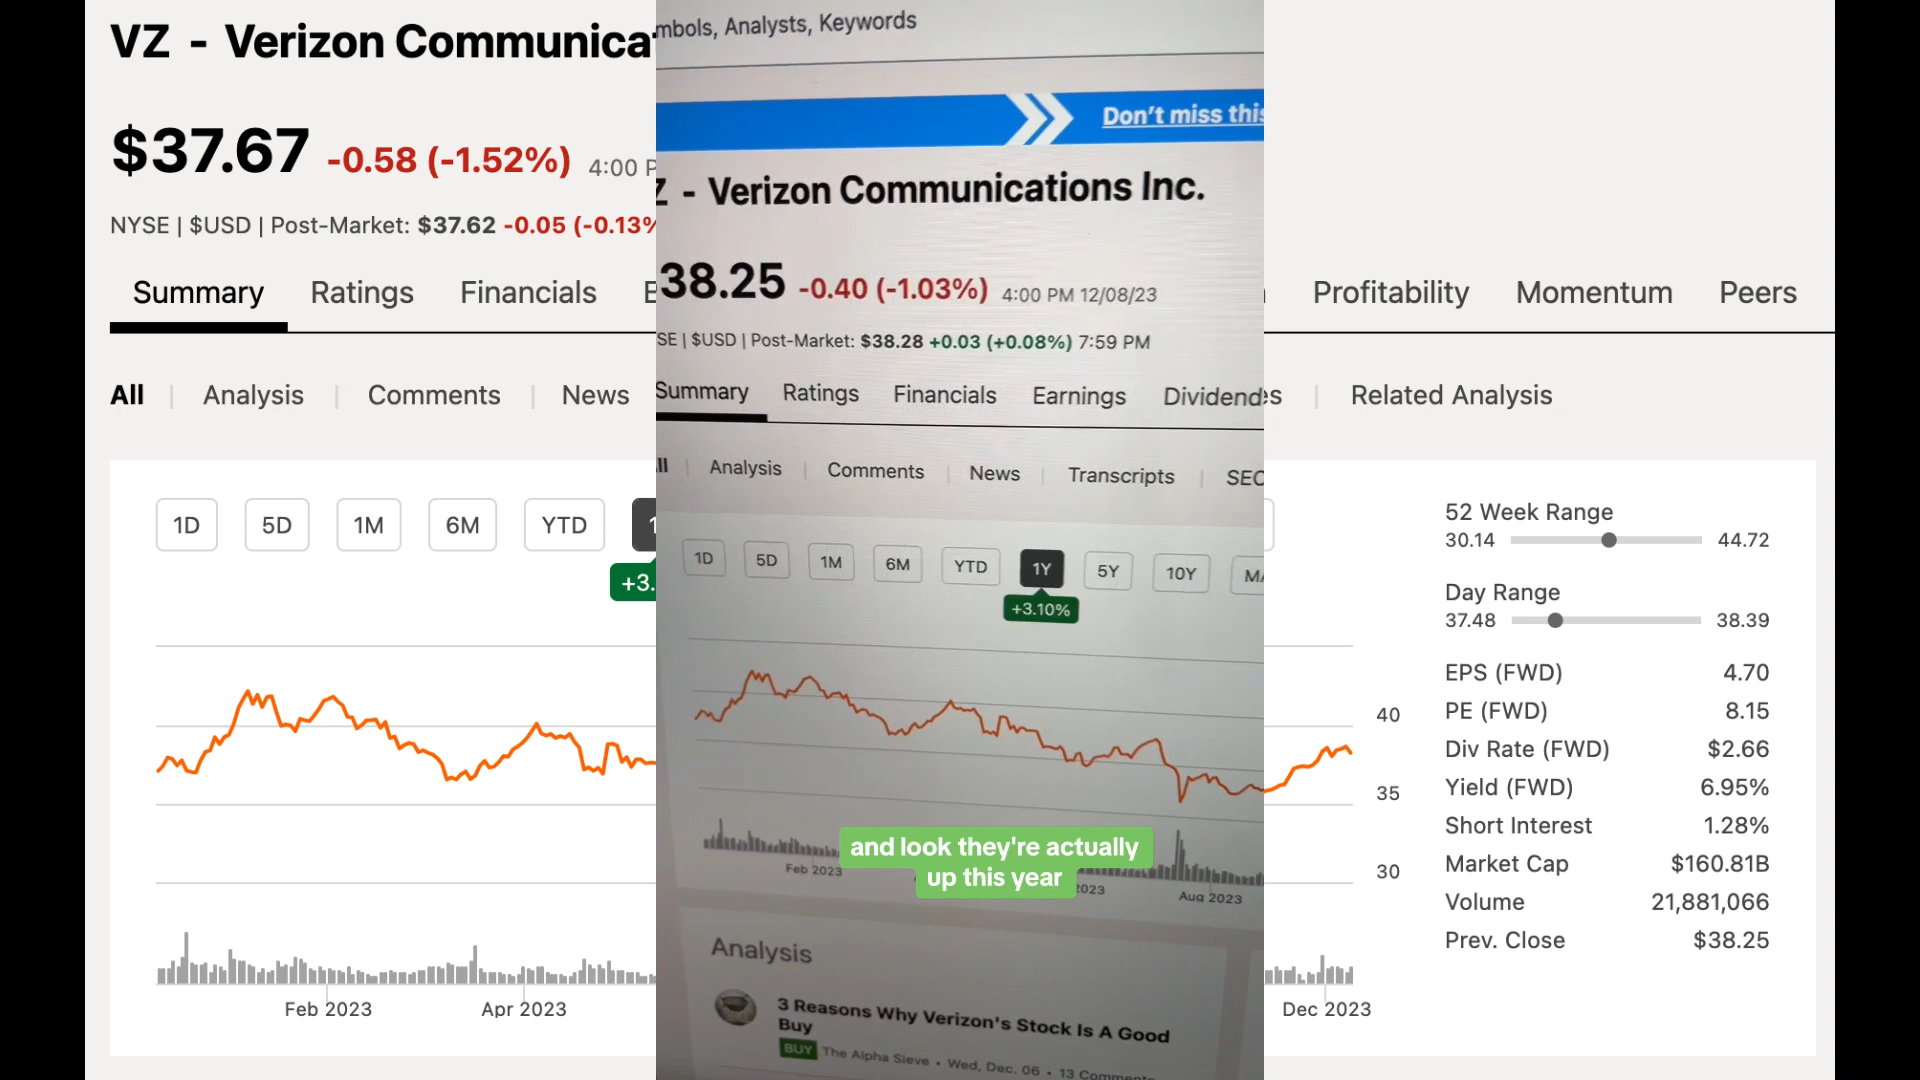 VZ - Verizon Communica
$37.67 -0.58 (-1.52%) 4:00 P
NYSE | $USD | Post-Market: $37.62 -0.05 (-0.13%
Summary Ratings Financials E
All | Analysis | Comments | News
1D 5D 1M 6M YTD 1
+3.
Feb 2023 Apr 2023
mbols, Analysts, Keywords
Don't miss this
Z - Verizon Communications Inc.
38.25 -0.40 (-1.03%) 4:00 PM 12/08/23
SE | $USD | Post-Market: $38.28 +0.03 (+0.08%) 7:59 PM
Summary Ratings Financials Earnings Dividend
ll | Analysis | Comments | News | Transcripts | SEC
1D 5D 1M 6M YTD 1Y 5Y 10Y MA
+3.10%
and look they're actually
up this year
Feb 2023 2023 Aug 2023
Analysis
3 Reasons Why Verizon's Stock Is A Good
Buy
BUY The Alpha Sieve • Wed, Dec. 06 • 13 Comments
Profitability Momentum Peers
s | Related Analysis
52 Week Range
30.14 44.72
Day Range
37.48 38.39
EPS (FWD) 4.70
PE (FWD) 8.15
Div Rate (FWD) $2.66
Yield (FWD) 6.95%
Short Interest 1.28%
Market Cap $160.81B
Volume 21,881,066
Prev. Close $38.25
40
35
30
Dec 2023